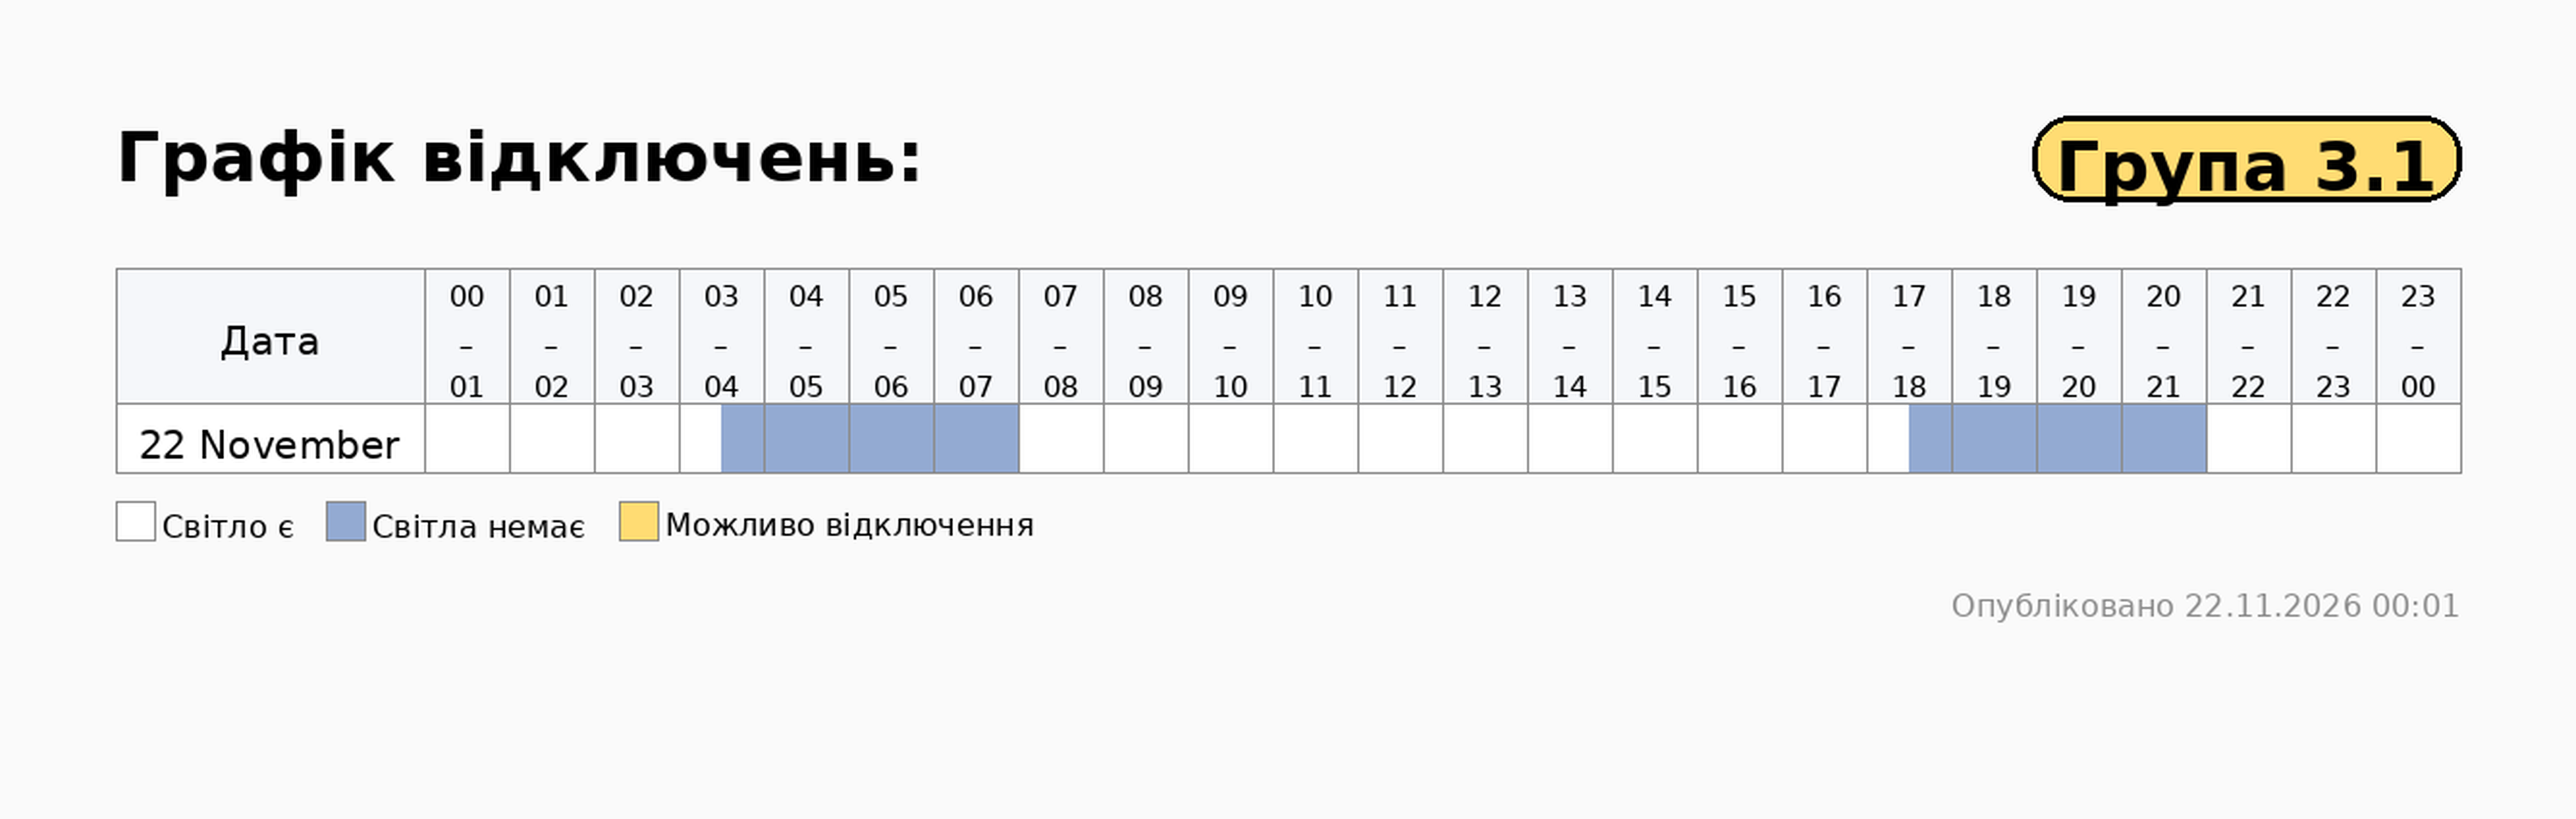 Графік відключень:
Група 3.1
Дата
00 – 01
01 – 02
02 – 03
03 – 04
04 – 05
05 – 06
06 – 07
07 – 08
08 – 09
09 – 10
10 – 11
11 – 12
12 – 13
13 – 14
14 – 15
15 – 16
16 – 17
17 – 18
18 – 19
19 – 20
20 – 21
21 – 22
22 – 23
23 – 00
22 November
Світло є
Світла немає
Можливо відключення
Опубліковано 22.11.2026 00:01